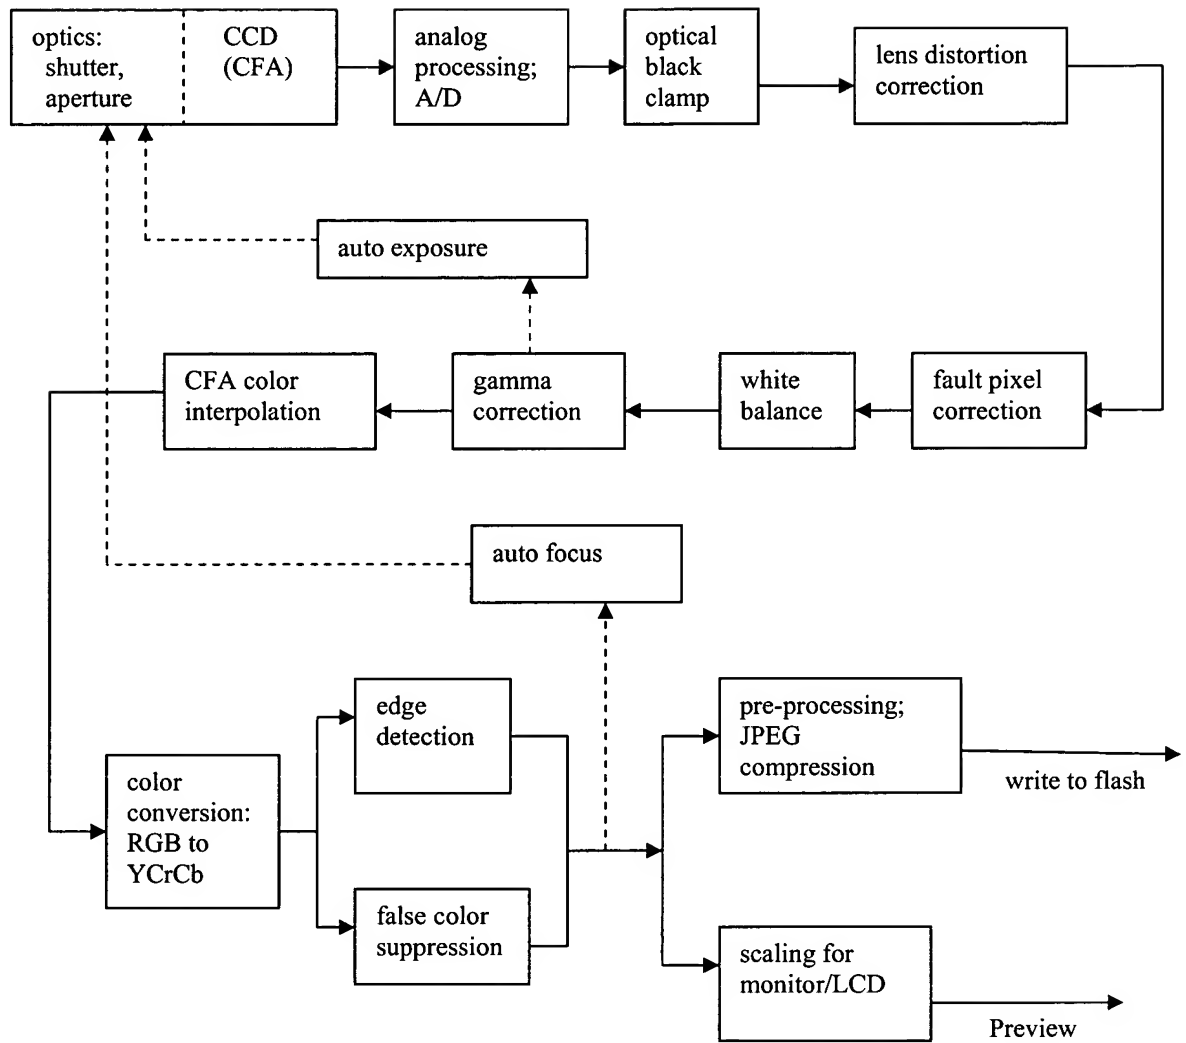 optics:
shutter,
aperture
CCD
(CFA)
analog
processing;
A/D
optical
black
clamp
lens distortion
correction
auto exposure
CFA color
interpolation
gamma
correction
white
balance
fault pixel
correction
auto focus
edge
detection
pre-processing;
JPEG
compression
write to flash
color
conversion:
RGB to
YCrCb
false color
suppression
scaling for
monitor/LCD
Preview